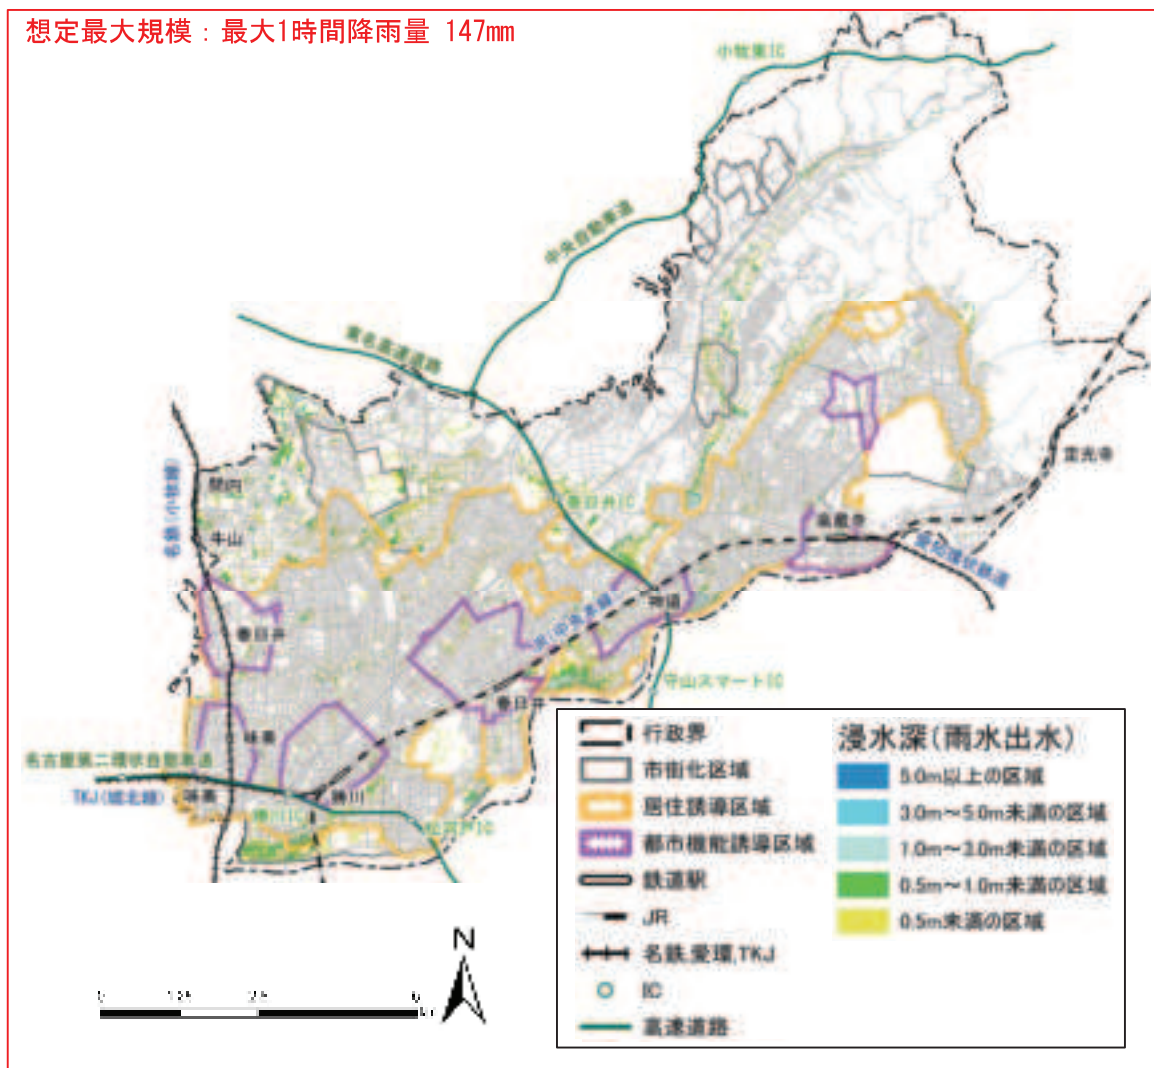 想定最大規模：最大1時間降雨量 147mm
小牧東IC
中央自動車道
東名高速道路
春日井IC
名鉄(小牧線)
間内
牛山
春日井
味美
名古屋第二環状自動車道
TKJ(城北線)
味美
勝川
勝川IC
松河戸IC
JR(中央本線)
春日井
神領
守山スマートIC
高蔵寺
愛知環状鉄道
定光寺
行政界
市街化区域
居住誘導区域
都市機能誘導区域
鉄道駅
JR
名鉄,愛環,TKJ
IC
高速道路
浸水深(雨水出水)
5.0m以上の区域
3.0m～5.0m未満の区域
1.0m～3.0m未満の区域
0.5m～1.0m未満の区域
0.5m未満の区域
N